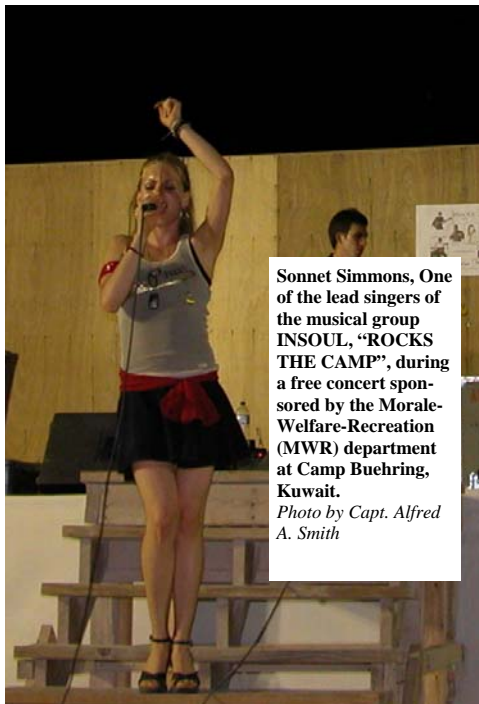 Sonnet Simmons, One
of the lead singers of
the musical group
INSOUL, “ROCKS
THE CAMP”, during
a free concert spon-
sored by the Morale-
Welfare-Recreation
(MWR) department
at Camp Buehring,
Kuwait.
Photo by Capt. Alfred
A. Smith